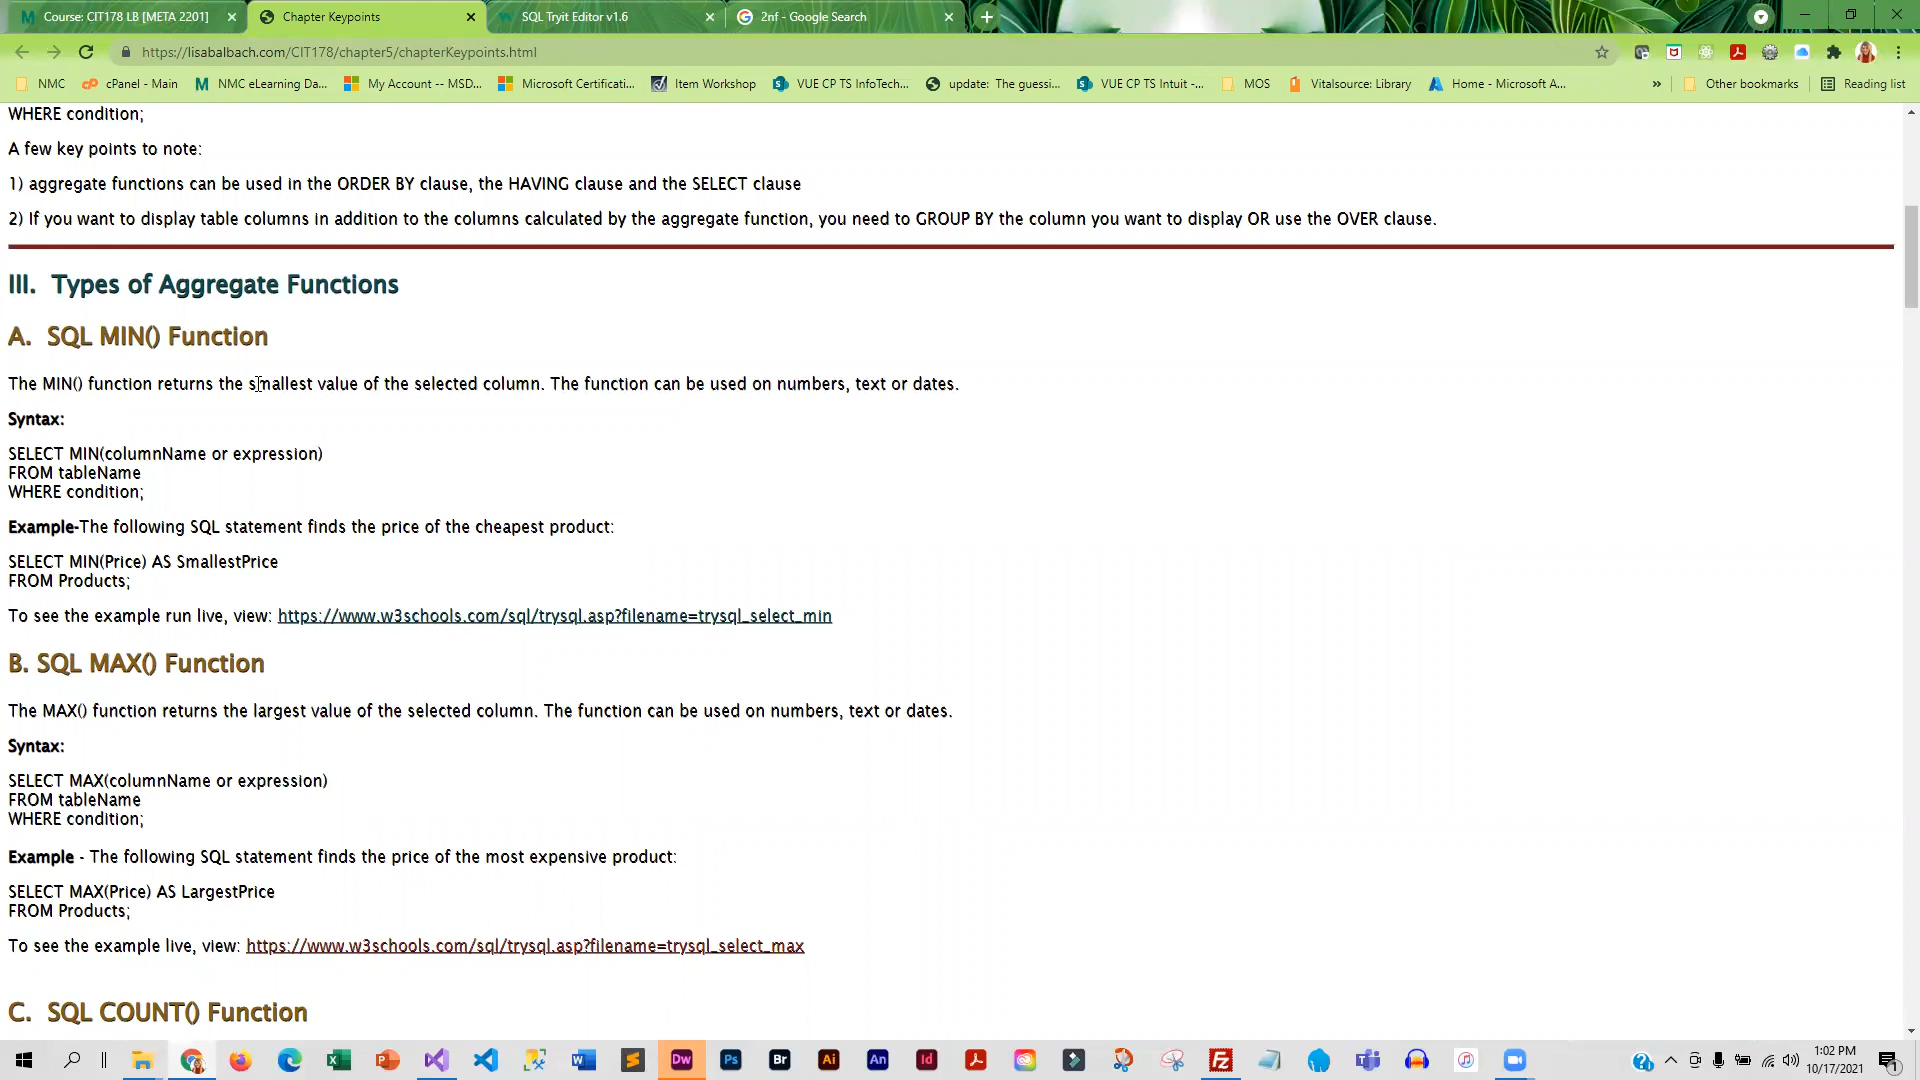 Course: CIT178 LB [META 2201]
Chapter Keypoints
SQL Tryit Editor v1.6
2nf - Google Search
https://lisabalbach.com/CIT178/chapter5/chapterKeypoints.html
NMC
cPanel - Main
NMC eLearning Da...
My Account -- MSD...
Microsoft Certificati...
Item Workshop
VUE CP TS InfoTech...
update: The guessi...
VUE CP TS Intuit -...
MOS
Vitalsource: Library
Home - Microsoft A...
»
Other bookmarks
Reading list
WHERE condition;
A few key points to note:
1) aggregate functions can be used in the ORDER BY clause, the HAVING clause and the SELECT clause
2) If you want to display table columns in addition to the columns calculated by the aggregate function, you need to GROUP BY the column you want to display OR use the OVER clause.
III. Types of Aggregate Functions
A. SQL MIN() Function
The MIN() function returns the smallest value of the selected column. The function can be used on numbers, text or dates.
Syntax:
SELECT MIN(columnName or expression)
FROM tableName
WHERE condition;
Example-The following SQL statement finds the price of the cheapest product:
SELECT MIN(Price) AS SmallestPrice
FROM Products;
To see the example run live, view: https://www.w3schools.com/sql/trysql.asp?filename=trysql_select_min
B. SQL MAX() Function
The MAX() function returns the largest value of the selected column. The function can be used on numbers, text or dates.
Syntax:
SELECT MAX(columnName or expression)
FROM tableName
WHERE condition;
Example - The following SQL statement finds the price of the most expensive product:
SELECT MAX(Price) AS LargestPrice
FROM Products;
To see the example live, view: https://www.w3schools.com/sql/trysql.asp?filename=trysql_select_max
C. SQL COUNT() Function
Dw
Ps
Br
Ai
An
Id
Fz
1:02 PM
10/17/2021